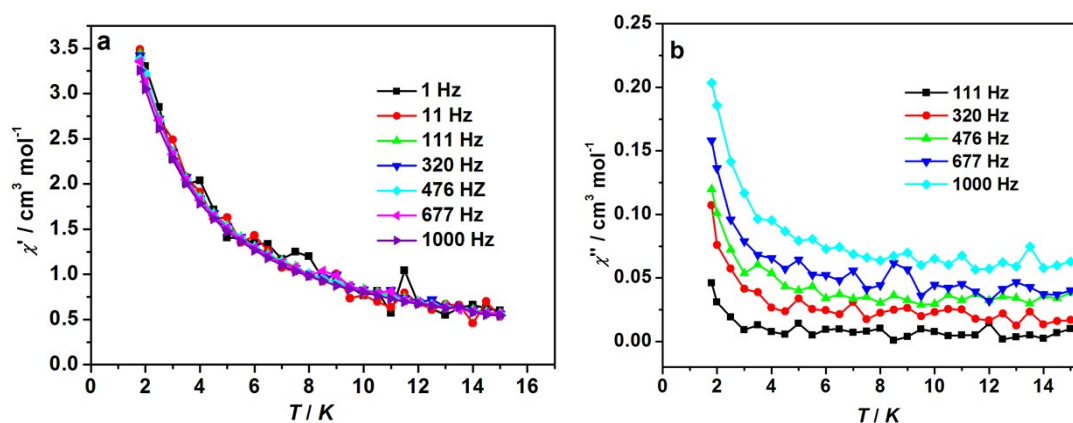 a
3.5
3.0
2.5
2.0
1.5
1.0
0.5
0.0
χ' / cm³ mol⁻¹
1 Hz
11 Hz
111 Hz
320 Hz
476 HZ
677 Hz
1000 Hz
0 2 4 6 8 10 12 14 16
T / K
b
0.25
0.20
0.15
0.10
0.05
0.00
χ'' / cm³ mol⁻¹
111 Hz
320 Hz
476 Hz
677 Hz
1000 Hz
0 2 4 6 8 10 12 14
T / K